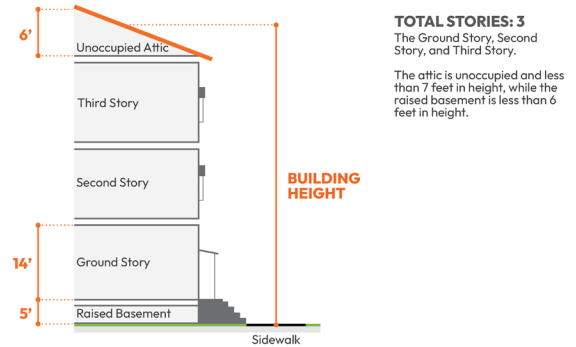 6’
Unoccupied Attic
Third Story
Second Story
14’
Ground Story
5’
Raised Basement
Sidewalk
BUILDING
HEIGHT
TOTAL STORIES: 3
The Ground Story, Second
Story, and Third Story.
The attic is unoccupied and less
than 7 feet in height, while the
raised basement is less than 6
feet in height.